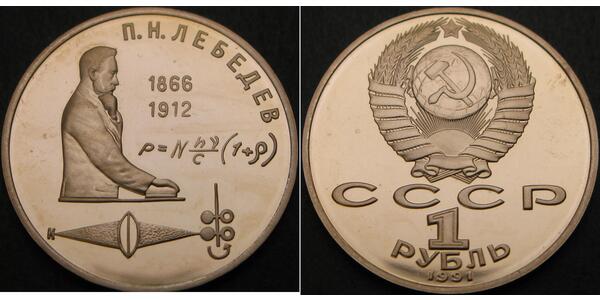 П. Н. ЛЕБЕДЕВ
1866
1912
p = N hν/c (1+ρ)
К
СССР
1
РУБЛЬ
1991